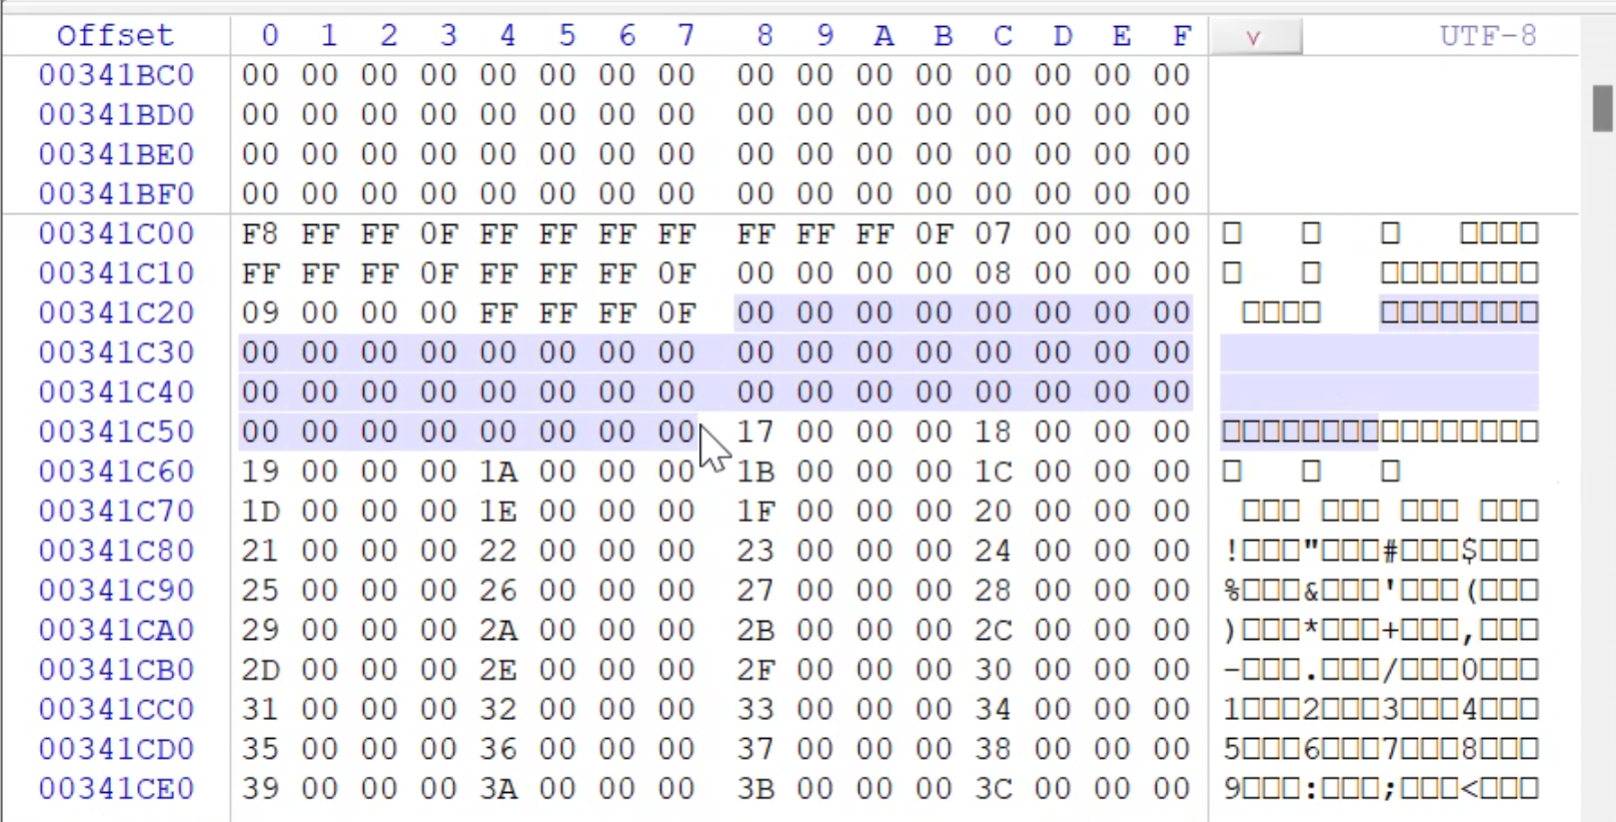 Offset 0 1 2 3 4 5 6 7 8 9 A B C D E F v UTF-8
00341BC0 00 00 00 00 00 00 00 00 00 00 00 00 00 00 00 00
00341BD0 00 00 00 00 00 00 00 00 00 00 00 00 00 00 00 00
00341BE0 00 00 00 00 00 00 00 00 00 00 00 00 00 00 00 00
00341BF0 00 00 00 00 00 00 00 00 00 00 00 00 00 00 00 00
00341C00 F8 FF FF 0F FF FF FF FF FF FF FF 0F 07 00 00 00 □ □ □ □□□□
00341C10 FF FF FF 0F FF FF FF 0F 00 00 00 00 08 00 00 00 □ □ □□□□□□□□
00341C20 09 00 00 00 FF FF FF 0F 00 00 00 00 00 00 00 00 □□□□ □□□□□□□□
00341C30 00 00 00 00 00 00 00 00 00 00 00 00 00 00 00 00
00341C40 00 00 00 00 00 00 00 00 00 00 00 00 00 00 00 00
00341C50 00 00 00 00 00 00 00 00 17 00 00 00 18 00 00 00 □□□□□□□□□□□□□□□□
00341C60 19 00 00 00 1A 00 00 00 1B 00 00 00 1C 00 00 00 □ □ □
00341C70 1D 00 00 00 1E 00 00 00 1F 00 00 00 20 00 00 00 □□□ □□□ □□□ □□□
00341C80 21 00 00 00 22 00 00 00 23 00 00 00 24 00 00 00 !□□□"□□□#□□□$□□□
00341C90 25 00 00 00 26 00 00 00 27 00 00 00 28 00 00 00 %□□□&□□□'□□□(□□□
00341CA0 29 00 00 00 2A 00 00 00 2B 00 00 00 2C 00 00 00 )□□□*□□□+□□□,□□□
00341CB0 2D 00 00 00 2E 00 00 00 2F 00 00 00 30 00 00 00 -□□□.□□□/□□□0□□□
00341CC0 31 00 00 00 32 00 00 00 33 00 00 00 34 00 00 00 1□□□2□□□3□□□4□□□
00341CD0 35 00 00 00 36 00 00 00 37 00 00 00 38 00 00 00 5□□□6□□□7□□□8□□□
00341CE0 39 00 00 00 3A 00 00 00 3B 00 00 00 3C 00 00 00 9□□□:□□□;□□□<□□□